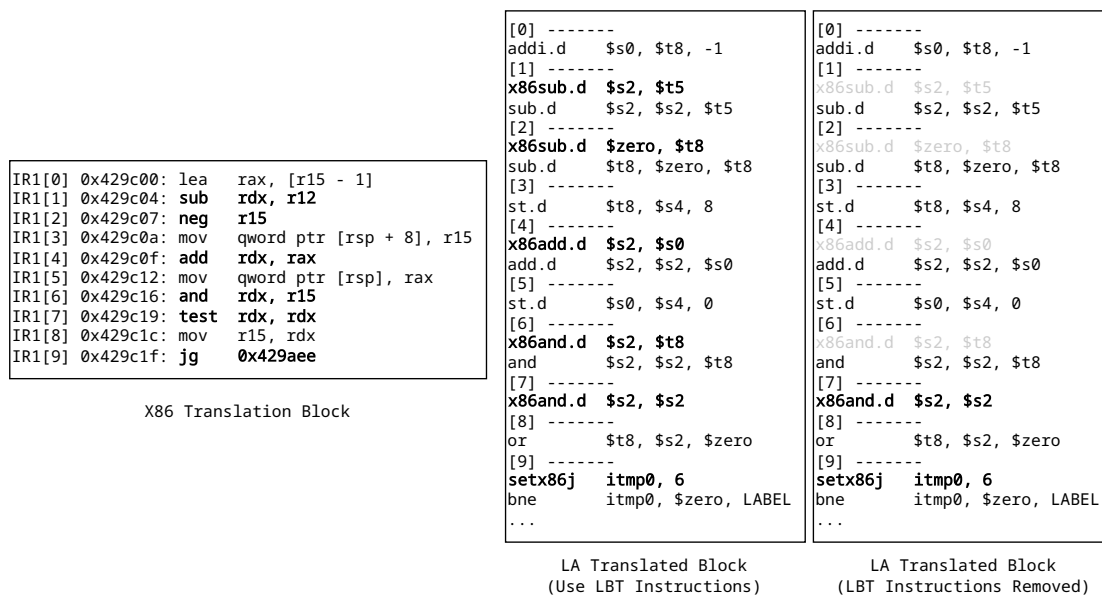 IR1[0] 0x429c00: lea rax, [r15 - 1]
IR1[1] 0x429c04: sub rdx, r12
IR1[2] 0x429c07: neg r15
IR1[3] 0x429c0a: mov qword ptr [rsp + 8], r15
IR1[4] 0x429c0f: add rdx, rax
IR1[5] 0x429c12: mov qword ptr [rsp], rax
IR1[6] 0x429c16: and rdx, r15
IR1[7] 0x429c19: test rdx, rdx
IR1[8] 0x429c1c: mov r15, rdx
IR1[9] 0x429c1f: jg 0x429aee
X86 Translation Block
[0] -------
addi.d $s0, $t8, -1
[1] -------
x86sub.d $s2, $t5
sub.d $s2, $s2, $t5
[2] -------
x86sub.d $zero, $t8
sub.d $t8, $zero, $t8
[3] -------
st.d $t8, $s4, 8
[4] -------
x86add.d $s2, $s0
add.d $s2, $s2, $s0
[5] -------
st.d $s0, $s4, 0
[6] -------
x86and.d $s2, $t8
and $s2, $s2, $t8
[7] -------
x86and.d $s2, $s2
[8] -------
or $t8, $s2, $zero
[9] -------
setx86j itmp0, 6
bne itmp0, $zero, LABEL
...
LA Translated Block
(Use LBT Instructions)
[0] -------
addi.d $s0, $t8, -1
[1] -------
x86sub.d $s2, $t5
sub.d $s2, $s2, $t5
[2] -------
x86sub.d $zero, $t8
sub.d $t8, $zero, $t8
[3] -------
st.d $t8, $s4, 8
[4] -------
x86add.d $s2, $s0
add.d $s2, $s2, $s0
[5] -------
st.d $s0, $s4, 0
[6] -------
x86and.d $s2, $t8
and $s2, $s2, $t8
[7] -------
x86and.d $s2, $s2
[8] -------
or $t8, $s2, $zero
[9] -------
setx86j itmp0, 6
bne itmp0, $zero, LABEL
...
LA Translated Block
(LBT Instructions Removed)